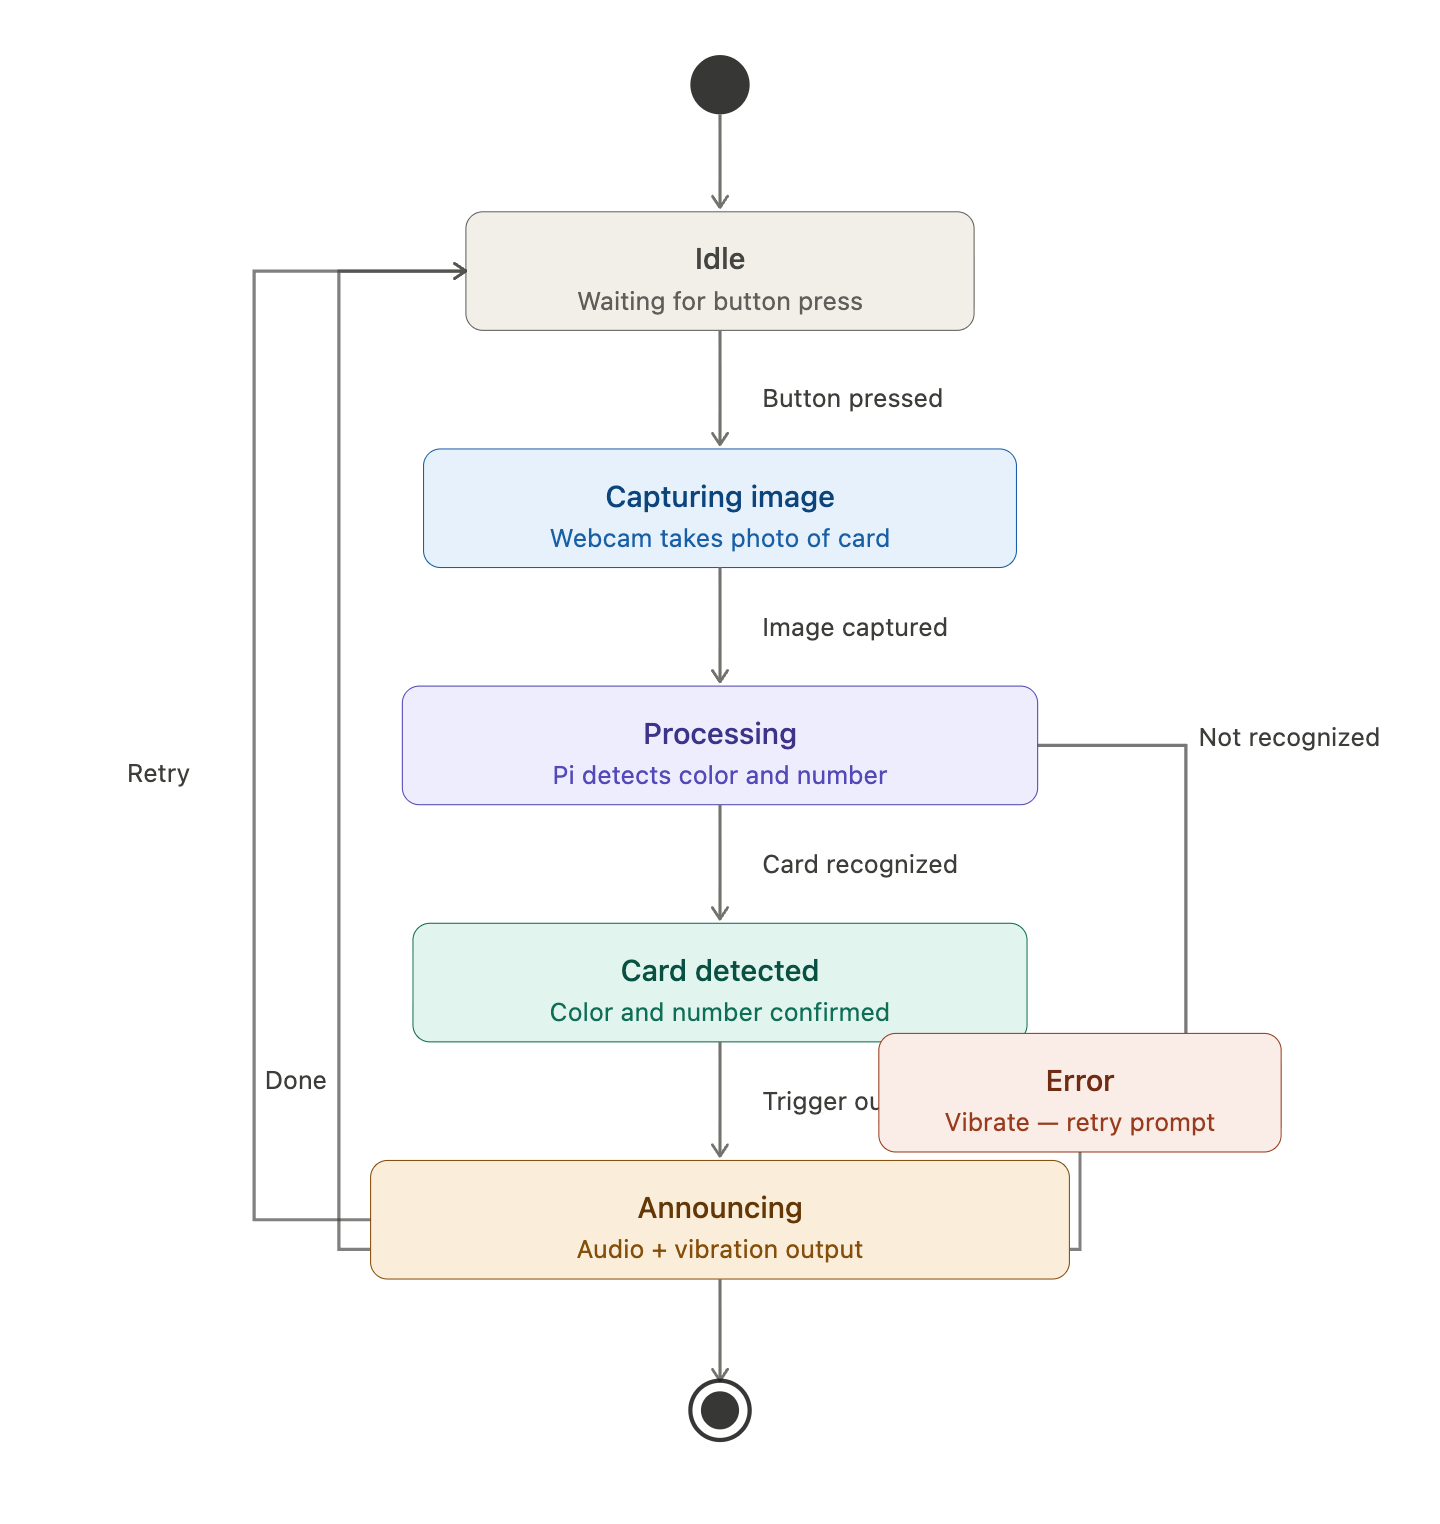 Idle
Waiting for button press
Button pressed
Capturing image
Webcam takes photo of card
Image captured
Processing
Pi detects color and number
Not recognized
Retry
Card recognized
Card detected
Color and number confirmed
Done
Trigger
Error
Vibrate — retry prompt
Announcing
Audio + vibration output